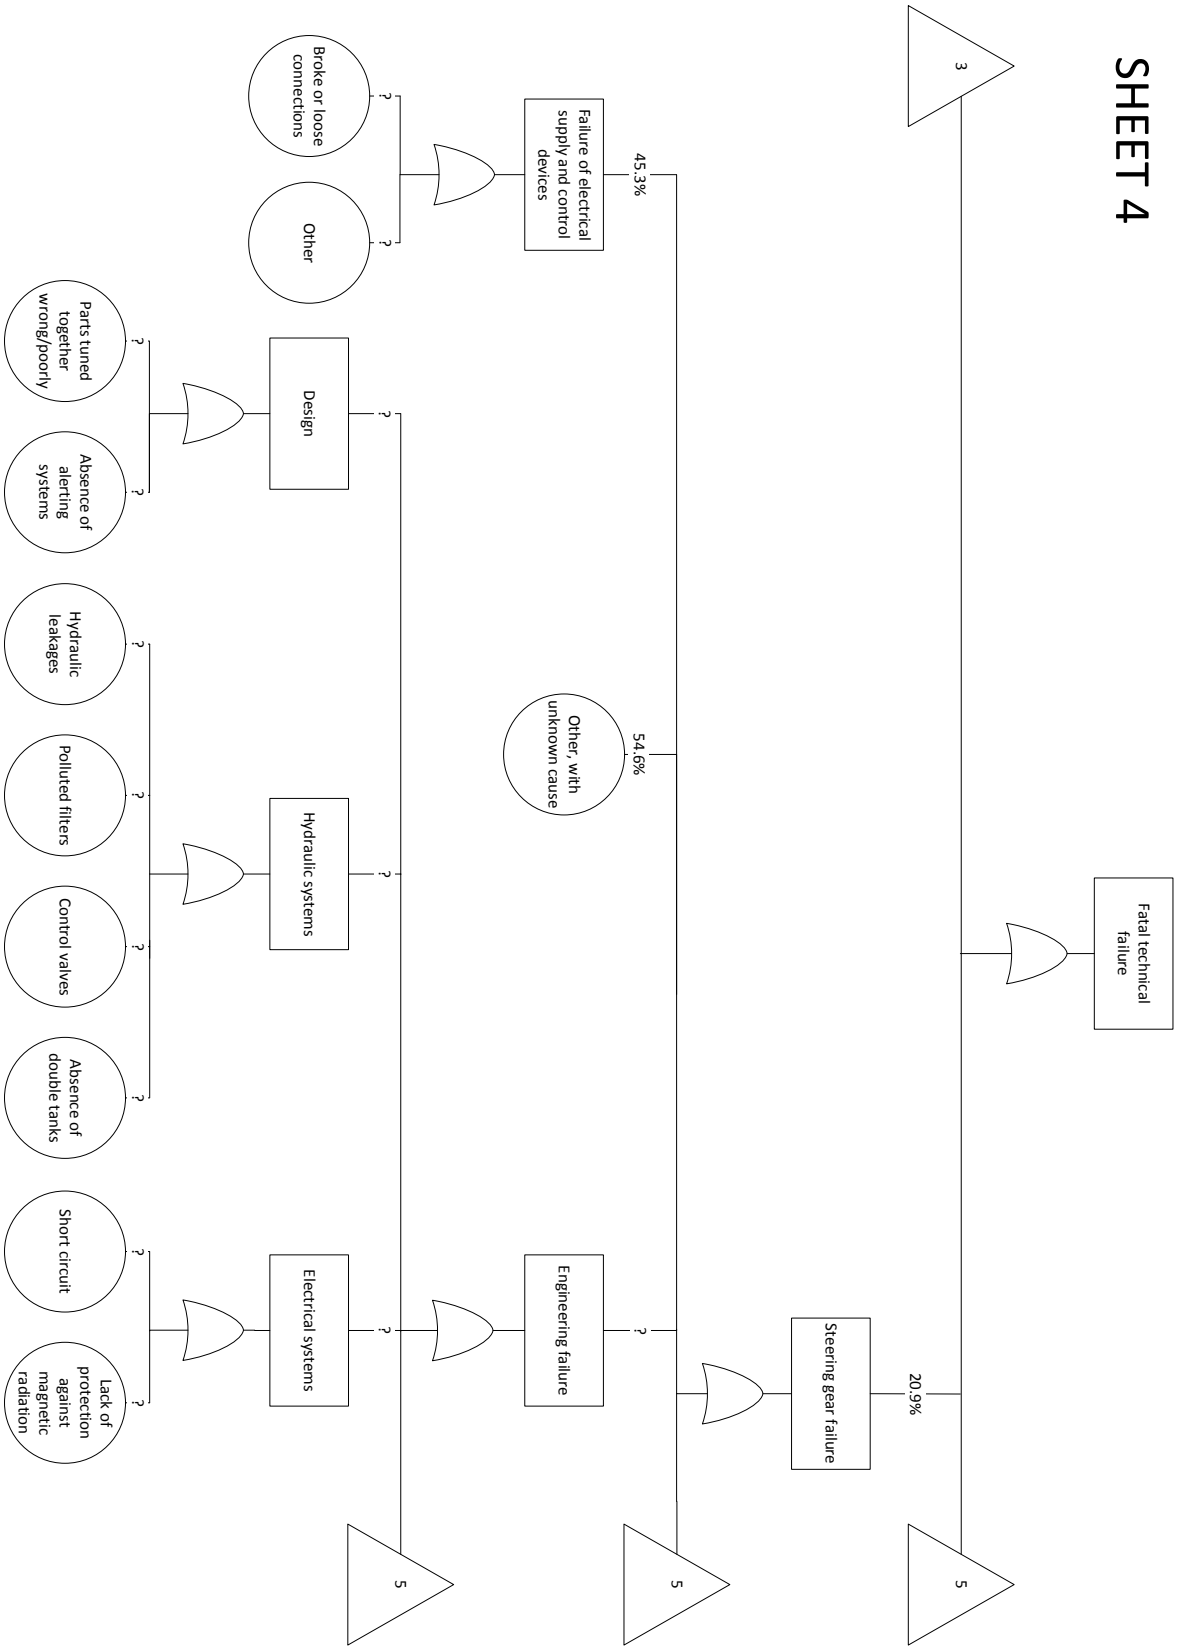 SHEET 4
Fatal technical
failure
3
5
20.9%
Steering gear failure
5
45.3%
54.6%
?
Failure of electrical
supply and control
devices
Other, with
unknown cause
Engineering failure
?
?
Broke or loose
connections
Other
5
?
?
?
Design
Hydraulic systems
Electrical systems
?
?
?
?
?
?
?
?
Parts tuned
together
wrong/poorly
Absence of
alerting
systems
Hydraulic
leakages
Polluted filters
Control valves
Absence of
double tanks
Short circuit
Lack of
protection
against
magnetic
radiation